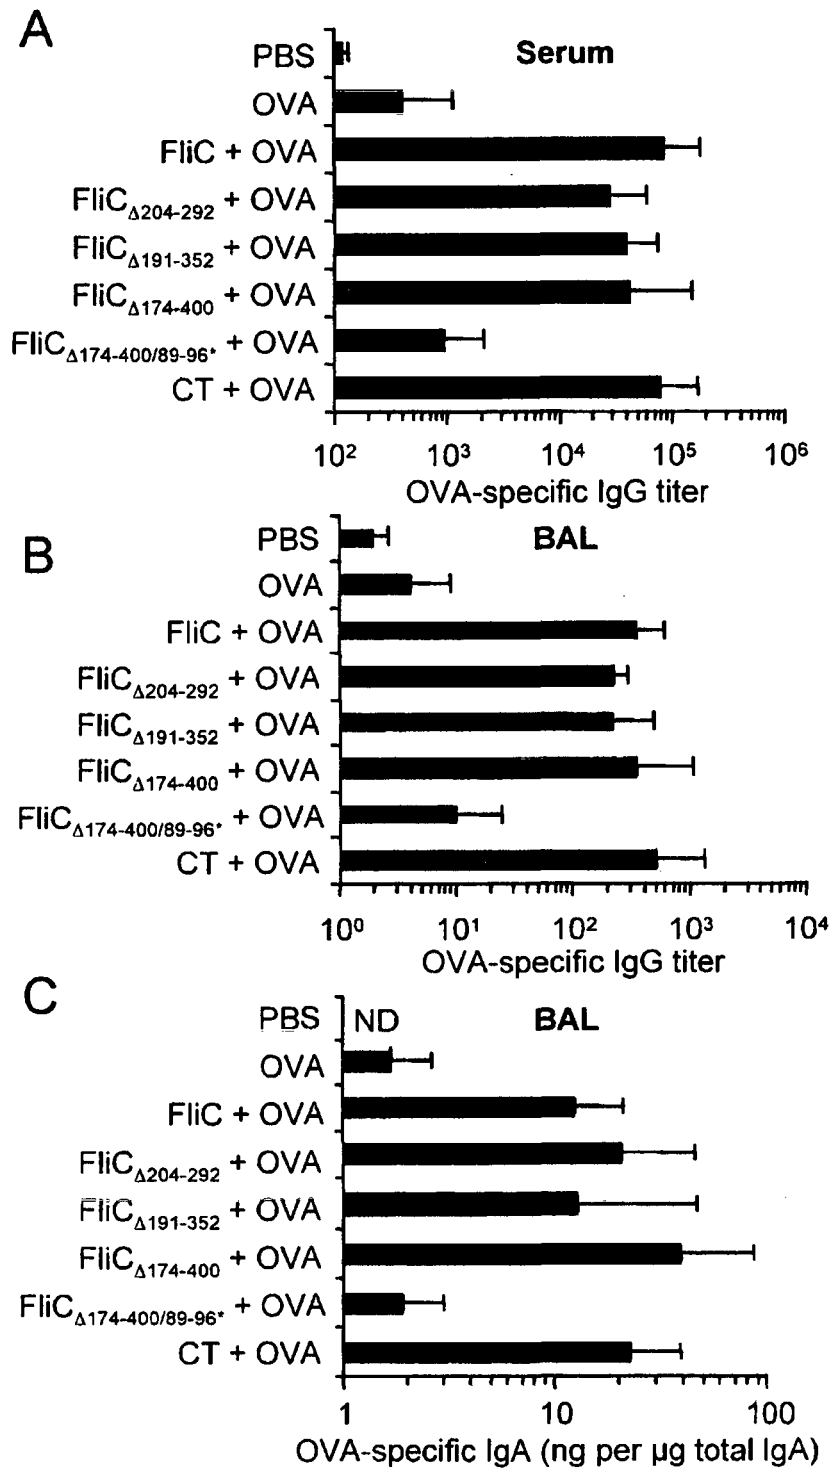 A
Serum
PBS
OVA
FliC + OVA
FliCΔ204-292 + OVA
FliCΔ191-352 + OVA
FliCΔ174-400 + OVA
FliCΔ174-400/89-96* + OVA
CT + OVA
10² 10³ 10⁴ 10⁵ 10⁶
OVA-specific IgG titer
B
BAL
PBS
OVA
FliC + OVA
FliCΔ204-292 + OVA
FliCΔ191-352 + OVA
FliCΔ174-400 + OVA
FliCΔ174-400/89-96* + OVA
CT + OVA
10⁰ 10¹ 10² 10³ 10⁴
OVA-specific IgG titer
C
BAL
PBS ND
OVA
FliC + OVA
FliCΔ204-292 + OVA
FliCΔ191-352 + OVA
FliCΔ174-400 + OVA
FliCΔ174-400/89-96* + OVA
CT + OVA
1 10 100
OVA-specific IgA (ng per µg total IgA)